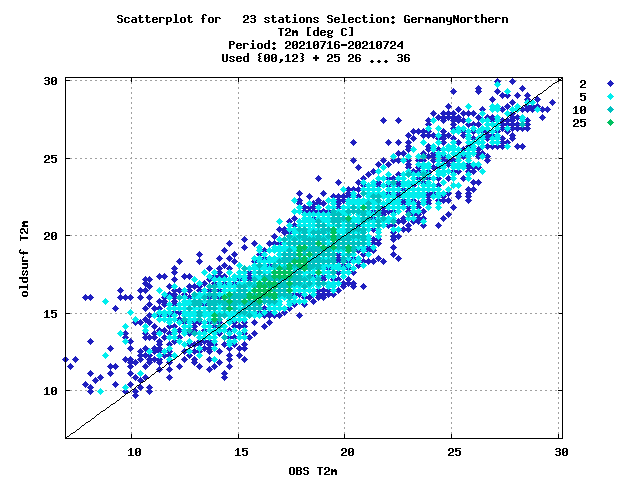 Scatterplot for   23 stations Selection: GermanyNorthern
T2m [deg C]
Period: 20210716-20210724
Used {00,12} + 25 26 ... 36
30
25
20
15
10
oldsurf T2m
10 15 20 25 30
OBS T2m
2
5
10
25